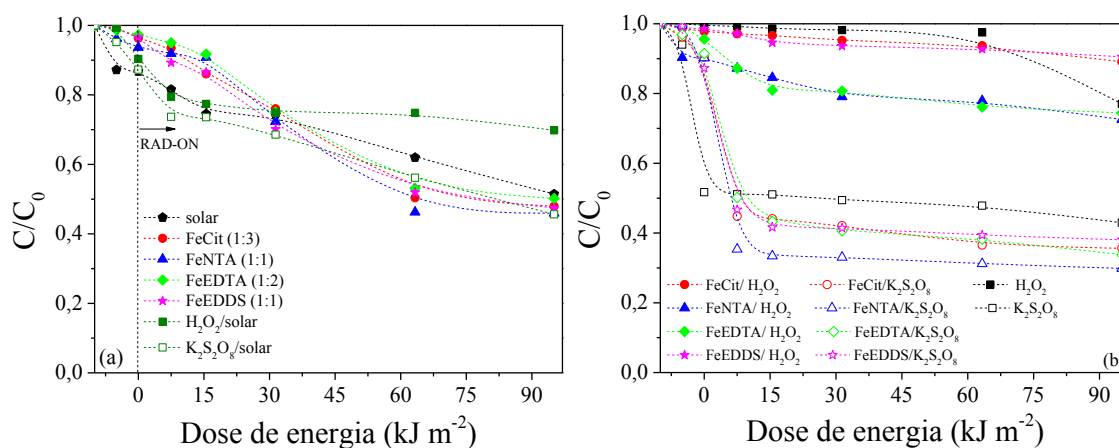 1,0
0,8
0,6
0,4
0,2
0,0
C/C₀
RAD-ON
solar
FeCit (1:3)
FeNTA (1:1)
FeEDTA (1:2)
FeEDDS (1:1)
H₂O₂/solar
K₂S₂O₈/solar
(a)
0 15 30 45 60 75 90
Dose de energia (kJ m⁻²)
1,0
0,8
0,6
0,4
0,2
0,0
C/C₀
FeCit/ H₂O₂ FeCit/K₂S₂O₈ H₂O₂
FeNTA/ H₂O₂ FeNTA/K₂S₂O₈ K₂S₂O₈
FeEDTA/ H₂O₂ FeEDTA/K₂S₂O₈
FeEDDS/ H₂O₂ FeEDDS/K₂S₂O₈
(b
0 15 30 45 60 75 90
Dose de energia (kJ m⁻²)